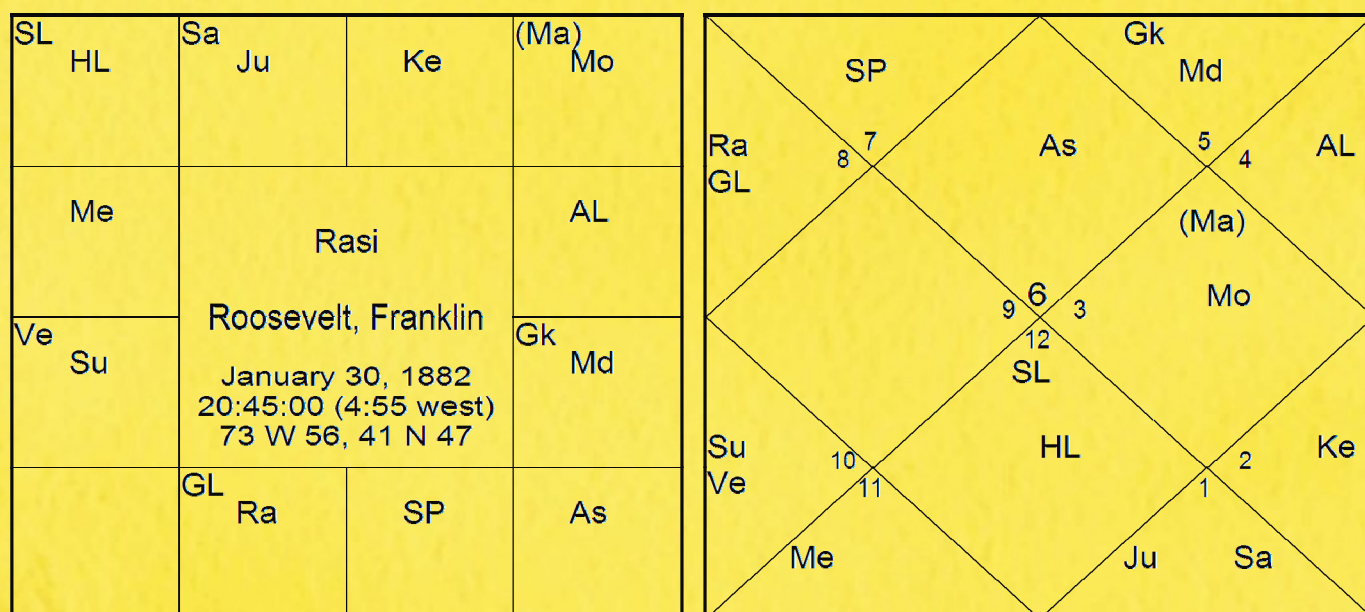 SL
HL
Sa
Ju
Ke
(Ma)
Mo
Me
AL
Ve
Su
Gk
Md
GL
Ra
SP
As
Rasi
Roosevelt, Franklin
January 30, 1882
20:45:00 (4:55 west)
73 W 56, 41 N 47
Gk
SP
Md
Ra
GL
8
7
As
5
4
AL
(Ma)
Mo
9
6
3
12
SL
HL
Su
Ve
10
11
2
1
Ke
Me
Ju
Sa